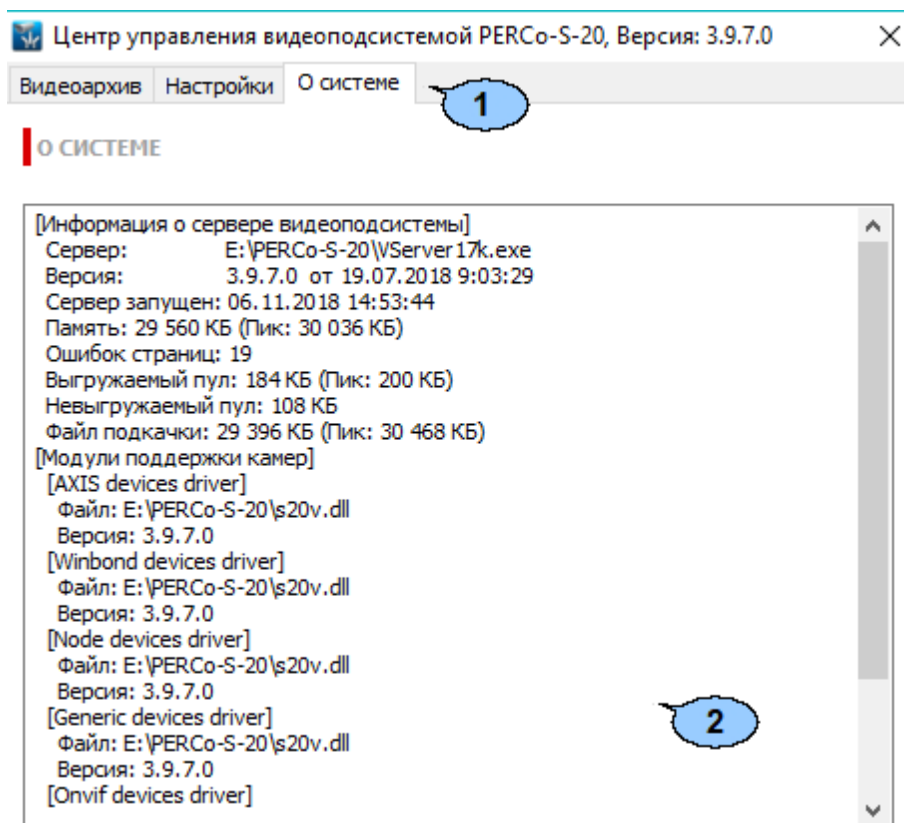 Центр управления видеоподсистемой PERCo-S-20, Версия: 3.9.7.0
Видеоархив Настройки О системе
1
О СИСТЕМЕ
[Информация о сервере видеоподсистемы]
Сервер: E:\PERCo-S-20\VServer17k.exe
Версия: 3.9.7.0 от 19.07.2018 9:03:29
Сервер запущен: 06.11.2018 14:53:44
Память: 29 560 КБ (Пик: 30 036 КБ)
Ошибок страниц: 19
Выгружаемый пул: 184 КБ (Пик: 200 КБ)
Невыгружаемый пул: 108 КБ
Файл подкачки: 29 396 КБ (Пик: 30 468 КБ)
[Модули поддержки камер]
[AXIS devices driver]
Файл: E:\PERCo-S-20\s20v.dll
Версия: 3.9.7.0
[Winbond devices driver]
Файл: E:\PERCo-S-20\s20v.dll
Версия: 3.9.7.0
[Node devices driver]
Файл: E:\PERCo-S-20\s20v.dll
Версия: 3.9.7.0
[Generic devices driver]
2
Файл: E:\PERCo-S-20\s20v.dll
Версия: 3.9.7.0
[Onvif devices driver]